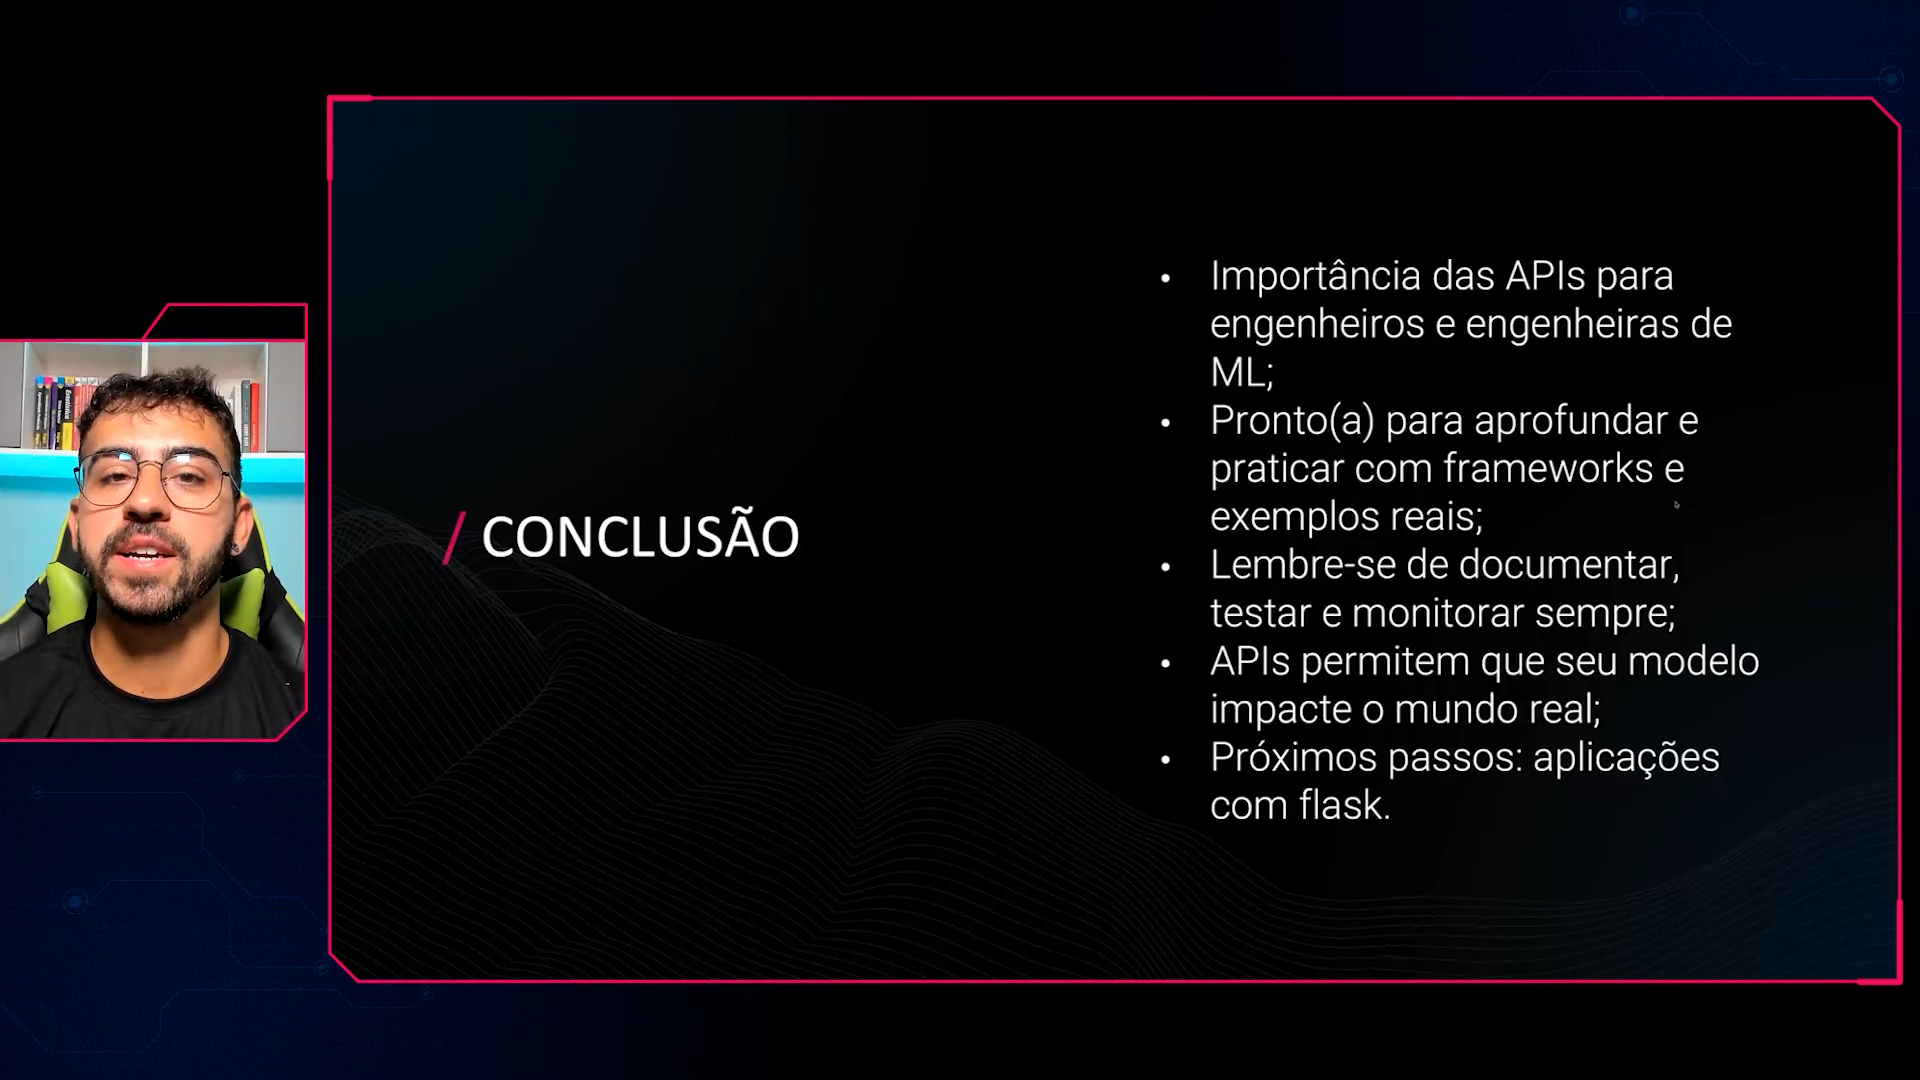 / CONCLUSÃO
• Importância das APIs para
engenheiros e engenheiras de
ML;
• Pronto(a) para aprofundar e
praticar com frameworks e
exemplos reais;
• Lembre-se de documentar,
testar e monitorar sempre;
• APIs permitem que seu modelo
impacte o mundo real;
• Próximos passos: aplicações
com flask.